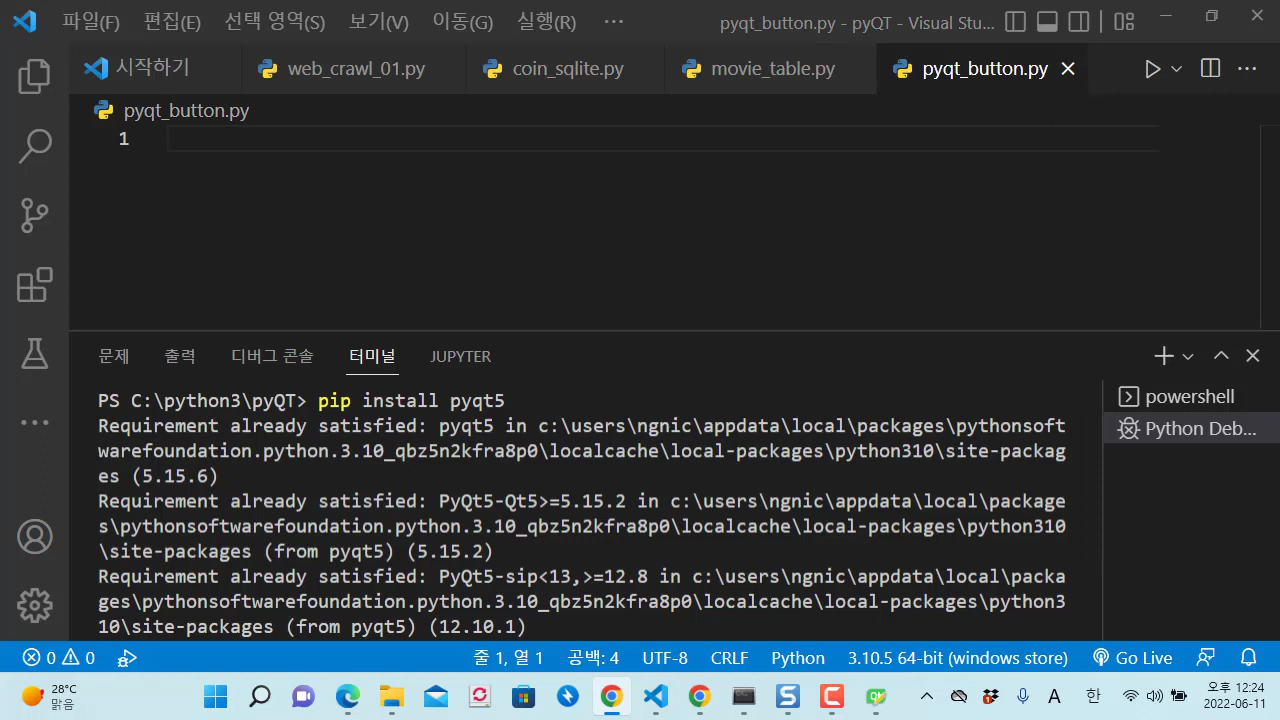 파일(F) 편집(E) 선택 영역(S) 보기(V) 이동(G) 실행(R) ··· pyqt_button.py - pyQT - Visual Stu...
시작하기 web_crawl_01.py coin_sqlite.py movie_table.py pyqt_button.py
pyqt_button.py
1
문제 출력 디버그 콘솔 터미널 JUPYTER
PS C:\python3\pyQT> pip install pyqt5
Requirement already satisfied: pyqt5 in c:\users\ngnic\appdata\local\packages\pythonsoft
warefoundation.python.3.10_qbz5n2kfra8p0\localcache\local-packages\python310\site-packag
es (5.15.6)
Requirement already satisfied: PyQt5-Qt5>=5.15.2 in c:\users\ngnic\appdata\local\package
s\pythonsoftwarefoundation.python.3.10_qbz5n2kfra8p0\localcache\local-packages\python310
\site-packages (from pyqt5) (5.15.2)
Requirement already satisfied: PyQt5-sip<13,>=12.8 in c:\users\ngnic\appdata\local\packa
ges\pythonsoftwarefoundation.python.3.10_qbz5n2kfra8p0\localcache\local-packages\python3
10\site-packages (from pyqt5) (12.10.1)
powershell
Python Deb...
0 0 줄 1, 열 1 공백: 4 UTF-8 CRLF Python 3.10.5 64-bit (windows store) Go Live
28°C
맑음
A 한
오후 12:24
2022-06-11